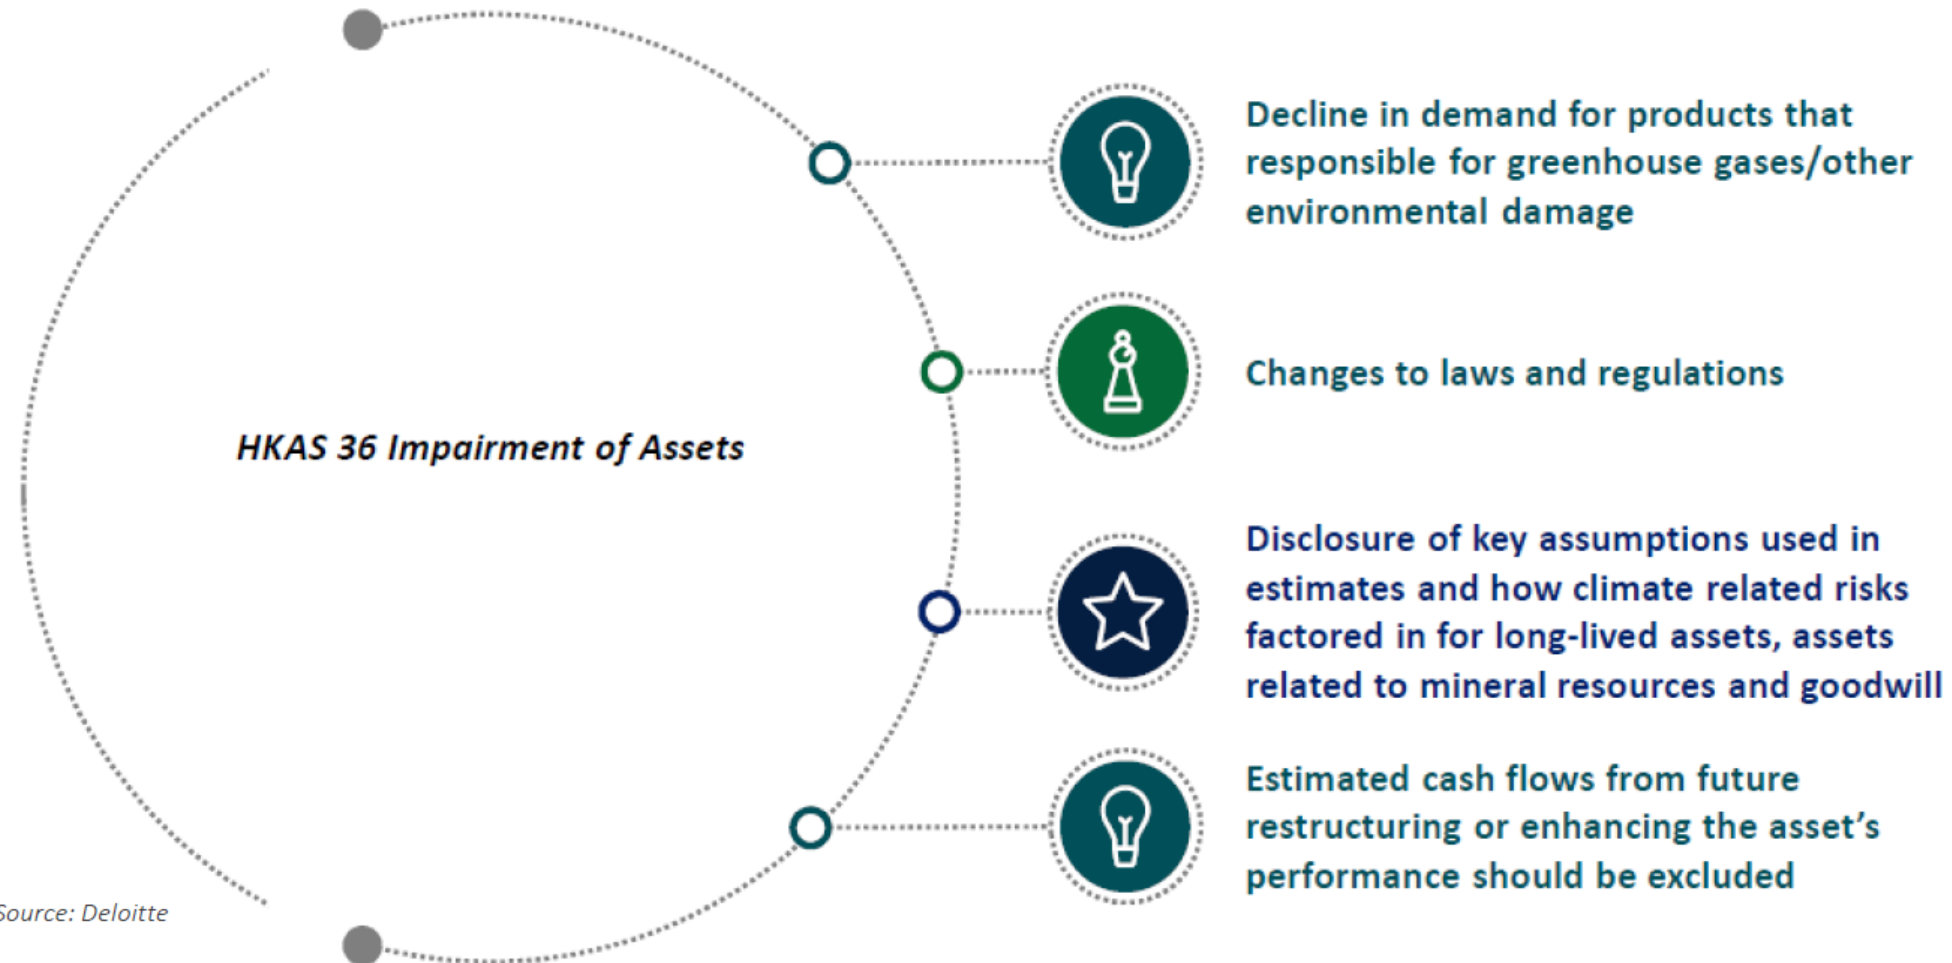 Decline in demand for products that
responsible for greenhouse gases/other
environmental damage
Changes to laws and regulations
HKAS 36 Impairment of Assets
Disclosure of key assumptions used in
estimates and how climate related risks
factored in for long-lived assets, assets
related to mineral resources and goodwill
Estimated cash flows from future
restructuring or enhancing the asset’s
performance should be excluded
Source: Deloitte